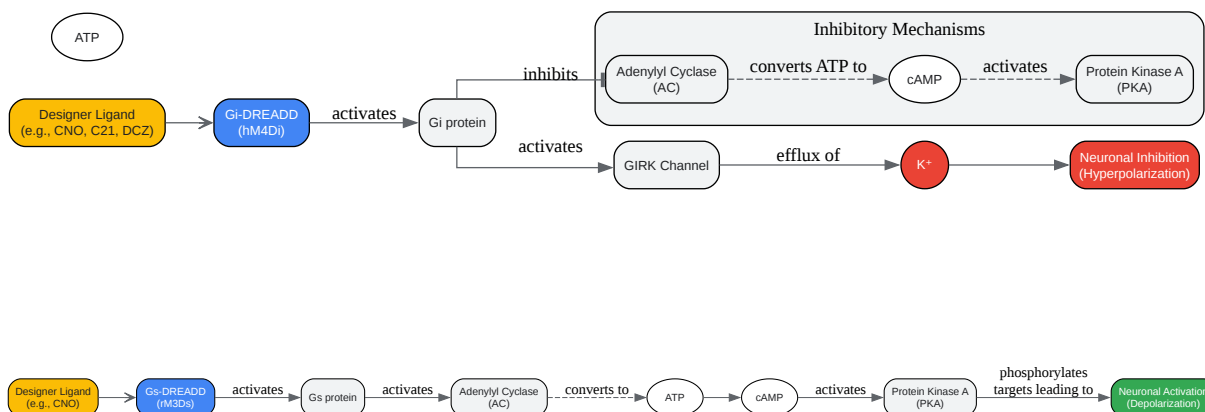 Inhibitory Mechanisms
ATP
inhibits
Adenylyl Cyclase
(AC)
converts ATP to
cAMP
activates
Protein Kinase A
(PKA)
Designer Ligand
(e.g., CNO, C21, DCZ)
Gi-DREADD
(hM4Di)
activates
Gi protein
activates
GIRK Channel
efflux of
K⁺
Neuronal Inhibition
(Hyperpolarization)
Designer Ligand
(e.g., CNO)
Gs-DREADD
(rM3Ds)
activates
Gs protein
activates
Adenylyl Cyclase
(AC)
converts to
ATP
cAMP
activates
Protein Kinase A
(PKA)
phosphorylates
targets leading to
Neuronal Activation
(Depolarization)